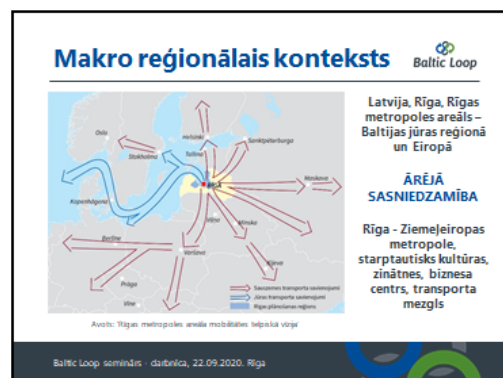 Makro reģionālais konteksts
Baltic Loop
Latvija, Rīga, Rīgas
metropoles areāls –
Baltijas jūras reģionā
un Eiropā
ĀRĒJĀ
SASNIEDZAMĪBA
Rīga - Ziemeļeiropas
metropole,
starptautisks kultūras,
zinātnes, biznesa
centrs, transporta
mezgls
Oslo
Helsinki
Sanktpēterburga
Stokholma
Tallina
Maskava
RĪGA
Kopenhāgena
Viļņa
Minska
Berlīne
Varšava
Kijeva
Prāga
Vīne
Sauszemes transporta savienojumi
Jūras transporta savienojumi
Rīgas plānošanas reģions
Avots: 'Rīgas metropoles areāla mobilitātes telpiskā vīzija'
Baltic Loop seminārs - darbnīca, 22.09.2020. Rīga